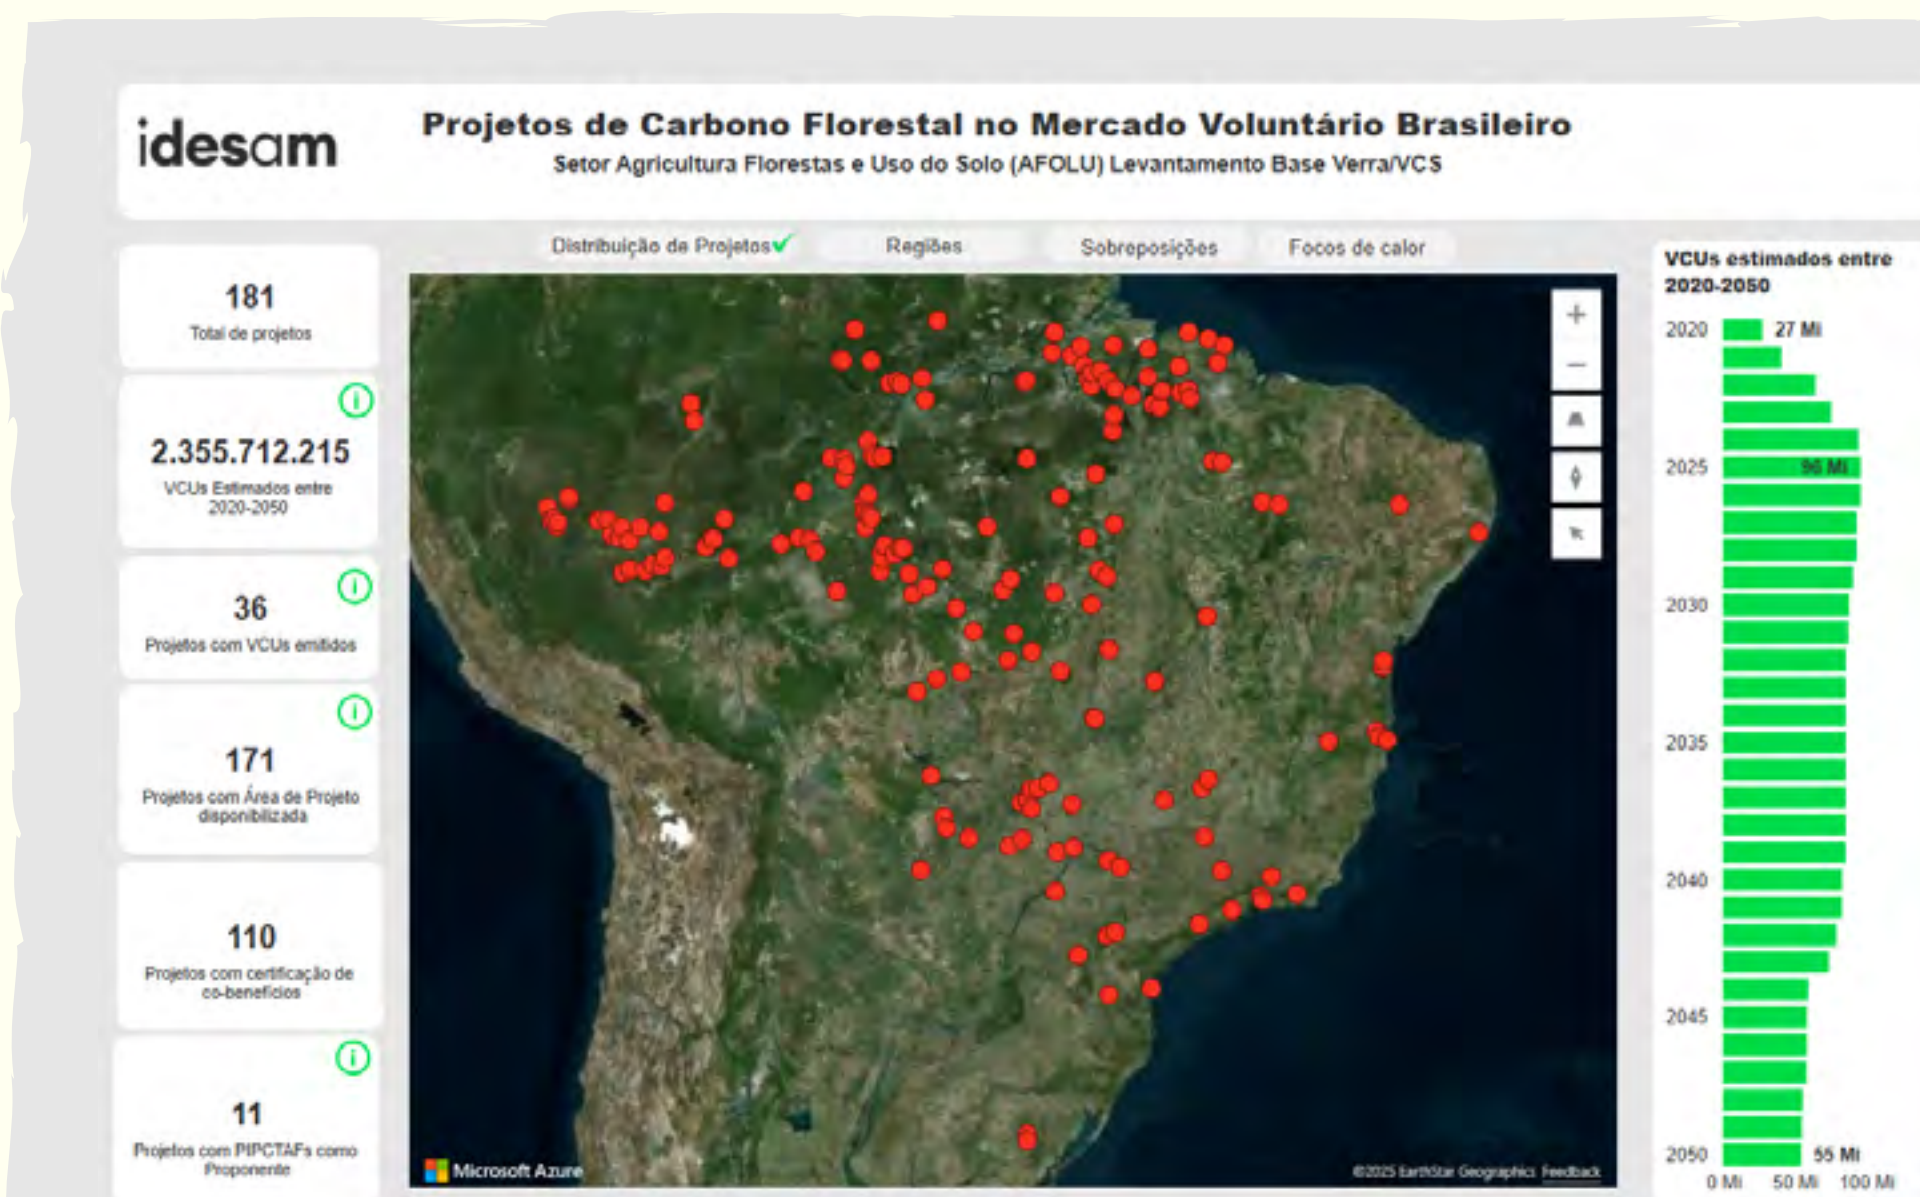 idesam
Projetos de Carbono Florestal no Mercado Voluntário Brasileiro
Setor Agricultura Florestas e Uso do Solo (AFOLU) Levantamento Base Verra/VCS
Distribuição de Projetos
Regiões
Sobreposições
Focos de calor
181
Total de projetos
2.355.712.215
VCUs Estimados entre
2020-2050
36
Projetos com VCUs emitidos
171
Projetos com Área de Projeto
disponibilizada
110
Projetos com certificação de
co-benefícios
11
Projetos com PIPCTAFs como
Proponente
Microsoft Azure
©2025 EarthStar Geographics Feedback
VCUs estimados entre
2020-2050
2020 27 Mi
2025 96 Mi
2030
2035
2040
2045
2050 55 Mi
0 Mi 50 Mi 100 Mi